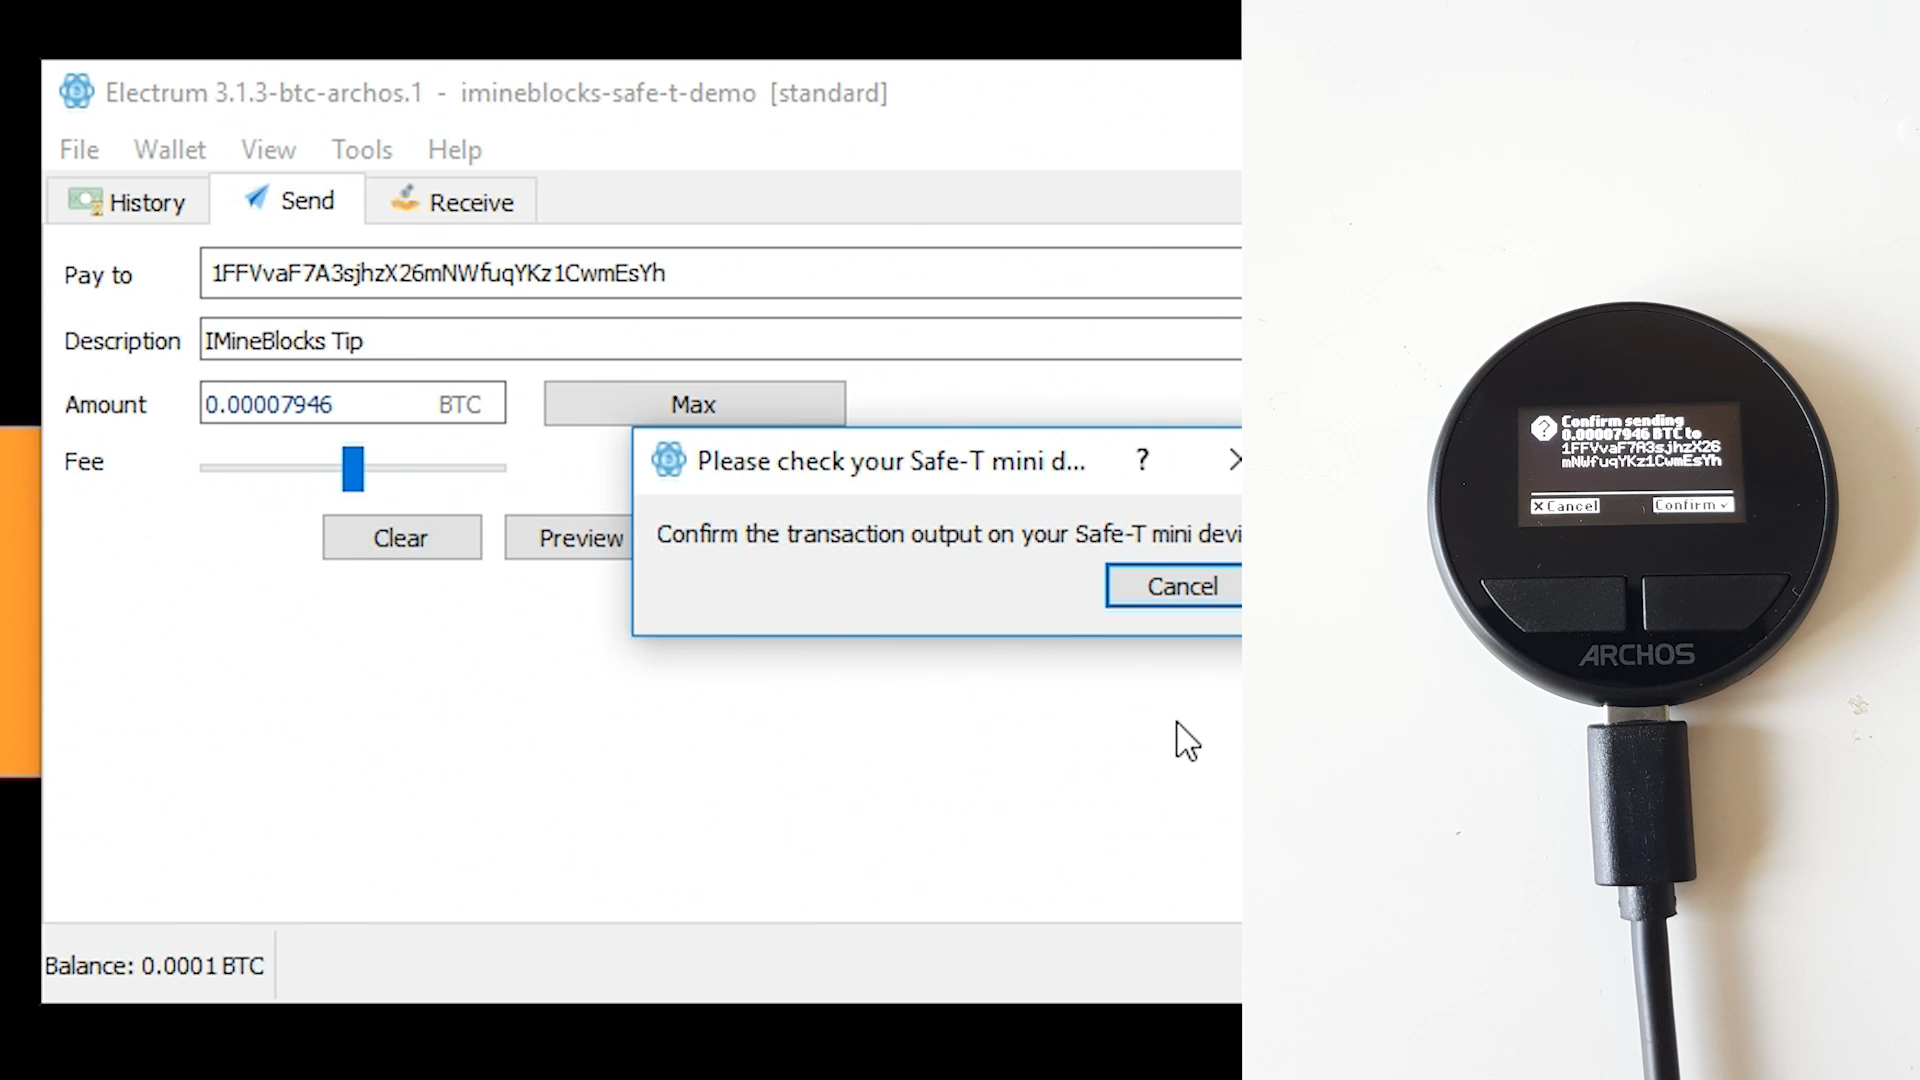 Electrum 3.1.3-btc-archos.1 - imineblocks-safe-t-demo [standard]
File Wallet View Tools Help
History Send Receive
Pay to 1FFVvaF7A3sjhzX26mNWfuqYKz1CwmEsYh
Description IMineBlocks Tip
Amount 0.00007946 BTC Max
Fee
Please check your Safe-T mini d... ?
Clear Preview
Confirm the transaction output on your Safe-T mini devi
Cancel
Balance: 0.0001 BTC
Confirm sending
0.00007946 BTC to
1FFVvaF7A3sjhzX26
mNWfuqYKz1CwmEsYh
Cancel Confirm
ARCHOS